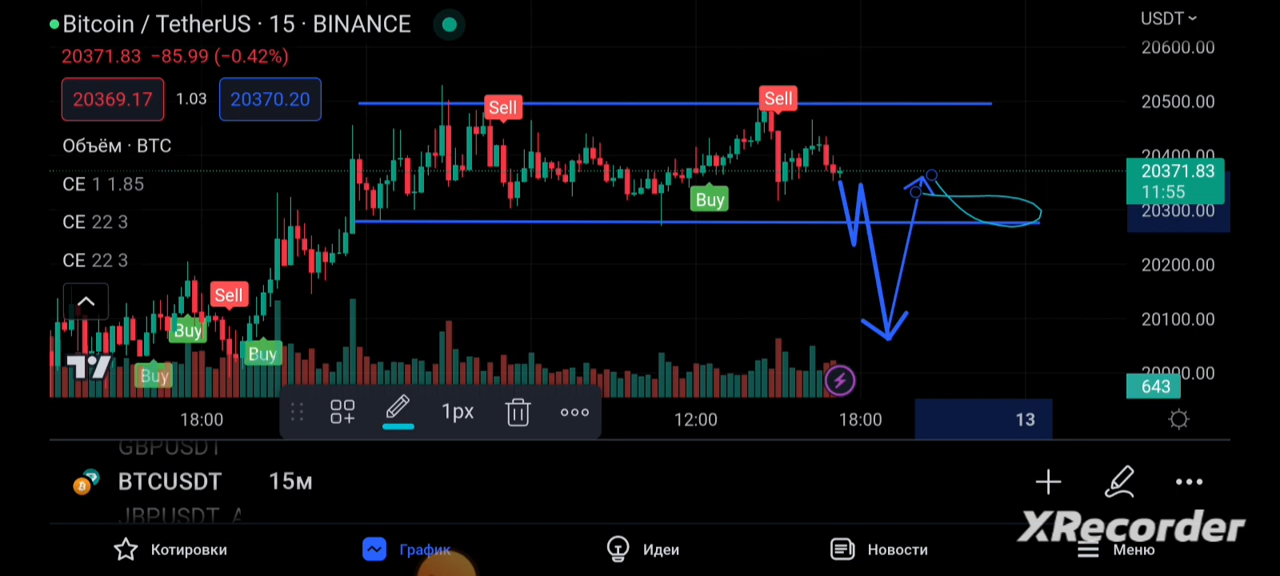 Bitcoin / TetherUS · 15 · BINANCE
20371.83 −85.99 (−0.42%)
20369.17 1.03 20370.20
Объём · BTC
CE 1 1.85
CE 22 3
CE 22 3
USDT
20600.00
20500.00
20400.00
20371.83
11:55
20300.00
20200.00
20100.00
20000.00
643
Sell
Sell
Buy
Sell
Buy
Buy
Buy
18:00 12:00 18:00 13
1px
GBPUSDT
BTCUSDT 15м
XRecorder
Котировки График Идеи Новости Меню